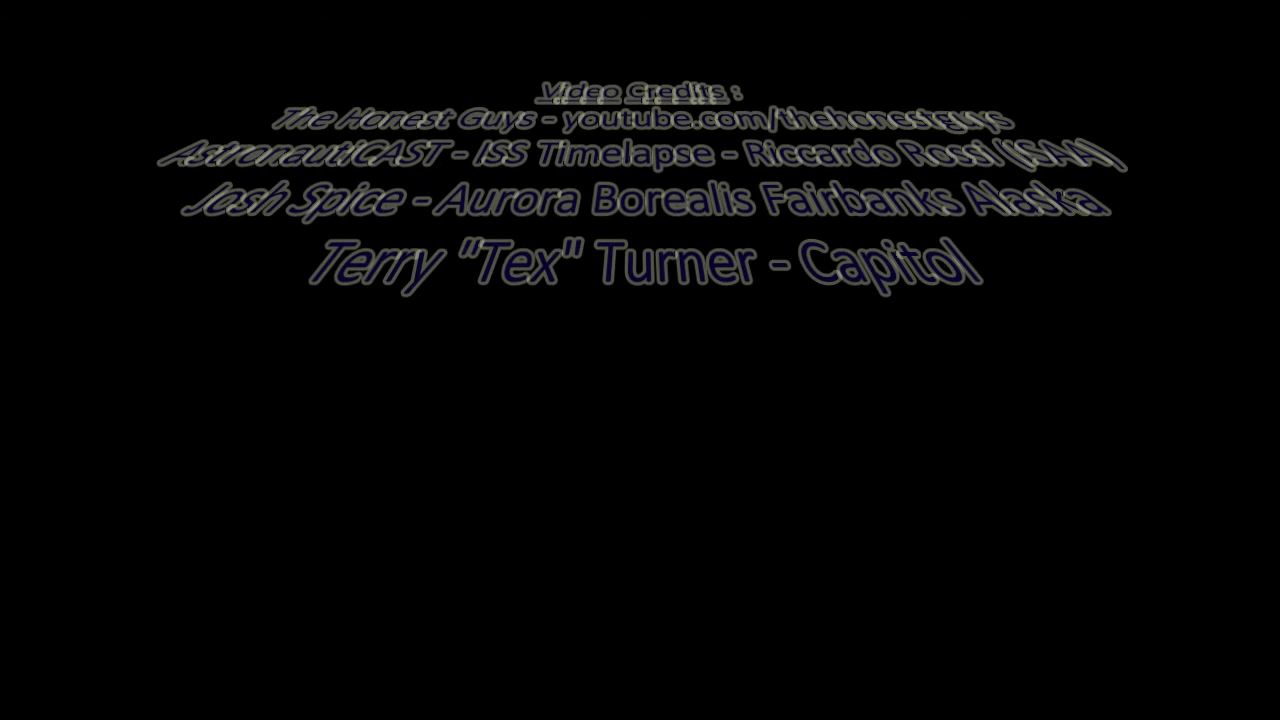 Video Credits :
The Honest Guys - youtube.com/thehonestguys
AstronautiCAST - ISS Timelapse - Riccardo Rossi (ISAA)
Josh Spice - Aurora Borealis Fairbanks Alaska
Terry "Tex" Turner - Capitol